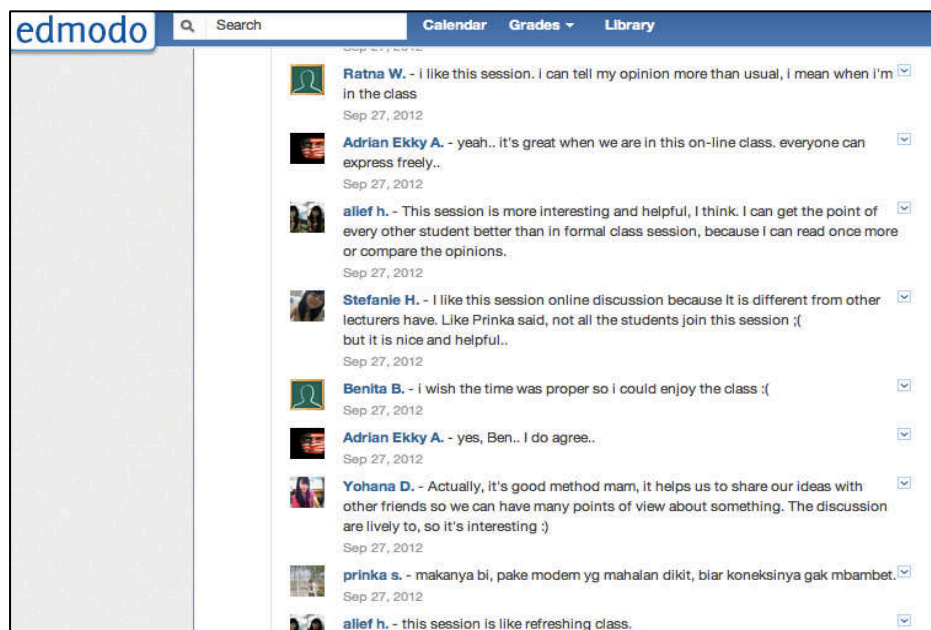 edmodo Search Calendar Grades Library
Sep 27, 2012
Ratna W. - i like this session. i can tell my opinion more than usual, i mean when i'm
in the class
Sep 27, 2012
Adrian Ekky A. - yeah.. it's great when we are in this on-line class. everyone can
express freely..
Sep 27, 2012
alief h. - This session is more interesting and helpful, I think. I can get the point of
every other student better than in formal class session, because I can read once more
or compare the opinions.
Sep 27, 2012
Stefanie H. - I like this session online discussion because It is different from other
lecturers have. Like Prinka said, not all the students join this session ;(
but it is nice and helpful..
Sep 27, 2012
Benita B. - i wish the time was proper so i could enjoy the class :(
Sep 27, 2012
Adrian Ekky A. - yes, Ben.. I do agree..
Sep 27, 2012
Yohana D. - Actually, it's good method mam, it helps us to share our ideas with
other friends so we can have many points of view about something. The discussion
are lively to, so it's interesting :)
Sep 27, 2012
prinka s. - makanya bi, pake modem yg mahalan dikit, biar koneksinya gak mbambet.
Sep 27, 2012
alief h. - this session is like refreshing class.